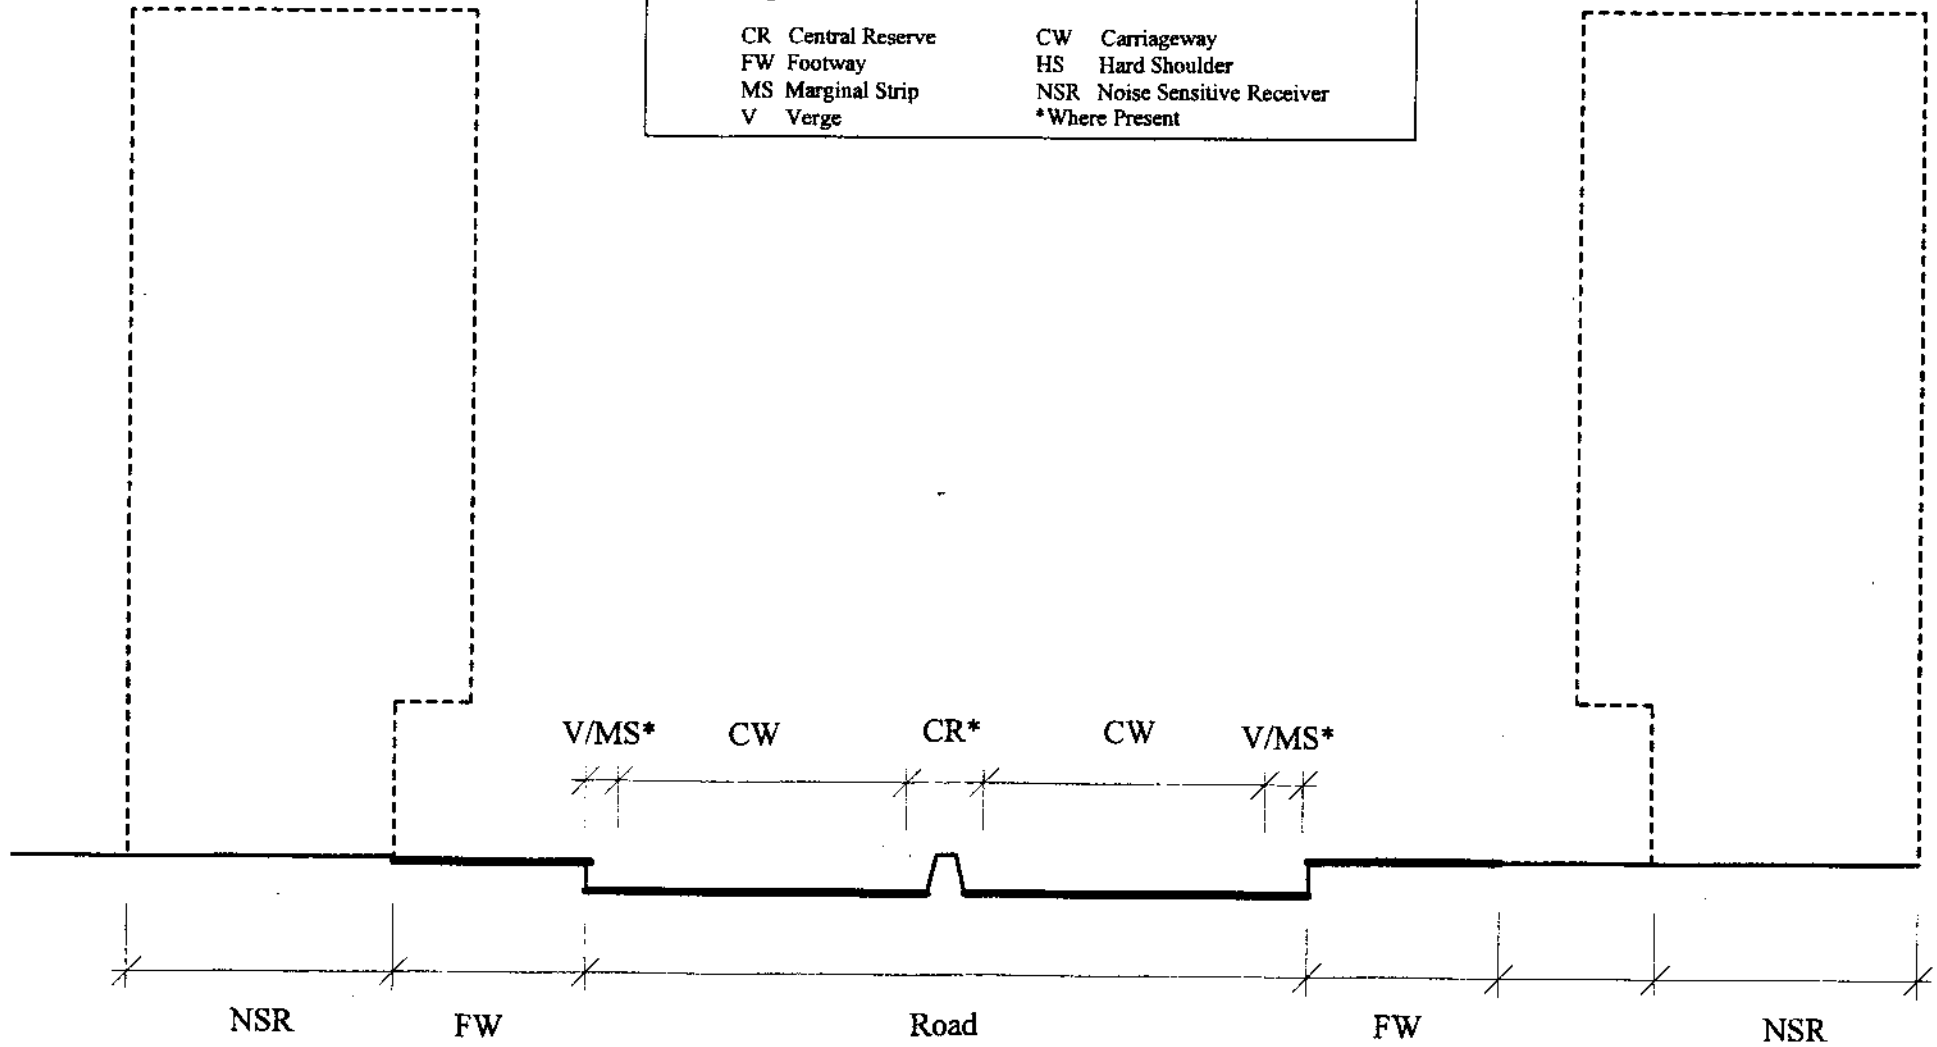 CR Central Reserve CW Carriageway
FW Footway HS Hard Shoulder
MS Marginal Strip NSR Noise Sensitive Receiver
V Verge *Where Present
V/MS* CW CR* CW V/MS*
NSR FW Road FW NSR